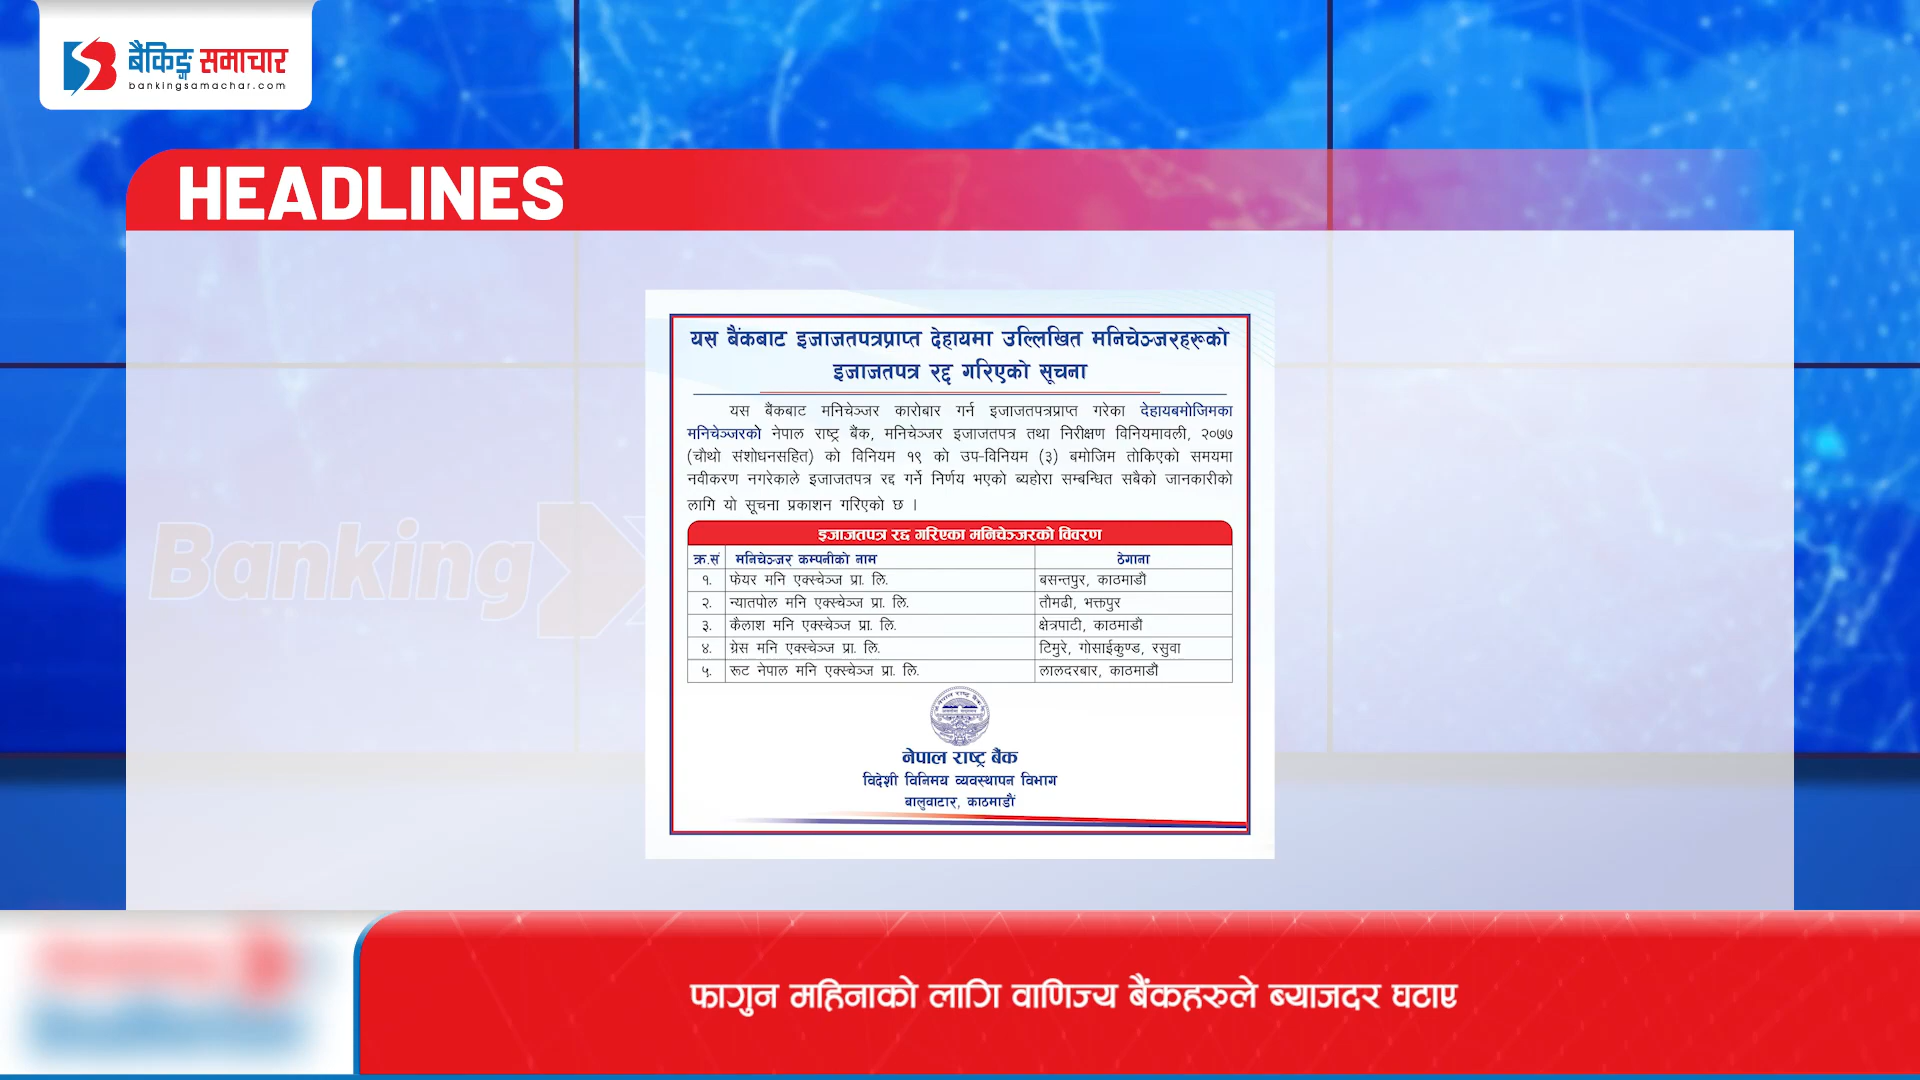 बैकिङ्ग समाचार
bankingsamachar.com
HEADLINES
यस बैंकबाट इजाजतपत्रप्राप्त देहायमा उल्लिखित मनिचेञ्जरहरूको
इजाजतपत्र रद्द गरिएको सूचना
यस बैंकबाट मनिचेञ्जर कारोबार गर्न इजाजतपत्रप्राप्त गरेका देहायबमोजिमका
मनिचेञ्जरको नेपाल राष्ट्र बैंक, मनिचेञ्जर इजाजतपत्र तथा निरीक्षण विनियमावली, २०७७
(चौथो संशोधनसहित) को विनियम १९ को उप-विनियम (३) बमोजिम तोकिएको समयमा
नवीकरण नगरेकाले इजाजतपत्र रद्द गर्ने निर्णय भएको ब्यहोरा सम्बन्धित सबैको जानकारीको
लागि यो सूचना प्रकाशन गरिएको छ ।
इजाजतपत्र रद्द गरिएका मनिचेञ्जरको विवरण
क्र.सं मनिचेञ्जर कम्पनीको नाम ठेगाना
१. फेयर मनि एक्स्चेञ्ज प्रा. लि. बसन्तपुर, काठमाडौं
२. न्यातपोल मनि एक्स्चेञ्ज प्रा. लि. तौमढी, भक्तपुर
३. कैलाश मनि एक्स्चेञ्ज प्रा. लि. क्षेत्रपाटी, काठमाडौं
४. ग्रेस मनि एक्स्चेञ्ज प्रा. लि. टिमुरे, गोसाईकुण्ड, रसुवा
५. रूट नेपाल मनि एक्स्चेञ्ज प्रा. लि. लालदरबार, काठमाडौं
Banking
नेपाल राष्ट्र बैंक
विदेशी विनिमय व्यवस्थापन विभाग
बालुवाटार, काठमाडौं
फागुन महिनाको लागि वाणिज्य बैंकहरुले ब्याजदर घटाए